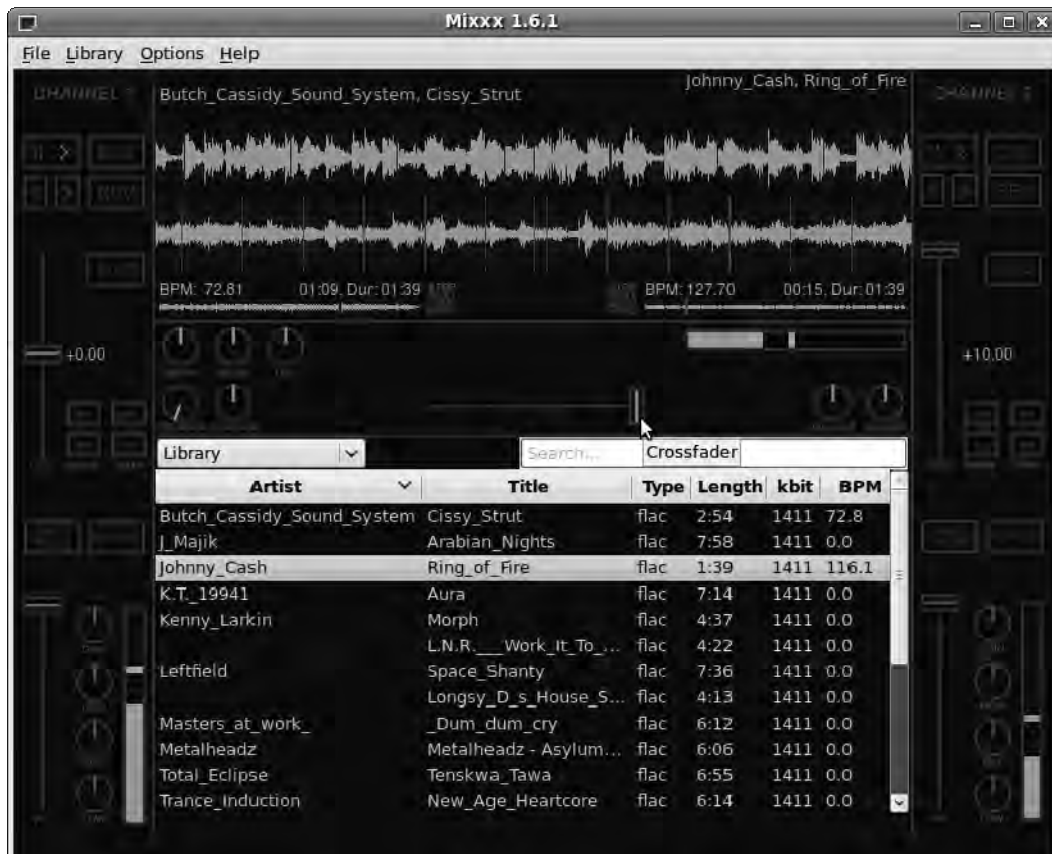 Mixxx 1.6.1
File Library Options Help
CHANNEL
Butch_Cassidy_Sound_System, Cissy_Strut
Johnny_Cash, Ring_of_Fire
CHANNEL 2
BPM: 72.81 01:09, Dur: 01:39
BPM: 127.70 00:15, Dur: 01:39
+0.00
+10.00
Library
Search...
Crossfader
Artist Title Type Length kbit BPM
Butch_Cassidy_Sound_System Cissy_Strut flac 2:54 1411 72.8
J_Majik Arabian_Nights flac 7:58 1411 0.0
Johnny_Cash Ring_of_Fire flac 1:39 1411 116.1
K.T._19941 Aura flac 7:14 1411 0.0
Kenny_Larkin Morph flac 4:37 1411 0.0
L.N.R.___Work_It_To_... flac 4:22 1411 0.0
Leftfield Space_Shanty flac 7:36 1411 0.0
Longsy_D_s_House_S... flac 4:13 1411 0.0
Masters_at_work_ _Dum_dum_cry flac 6:12 1411 0.0
Metalheadz Metalheadz - Asylum... flac 6:06 1411 0.0
Total_Eclipse Tenskwa_Tawa flac 6:55 1411 0.0
Trance_Induction New_Age_Heartcore flac 6:14 1411 0.0